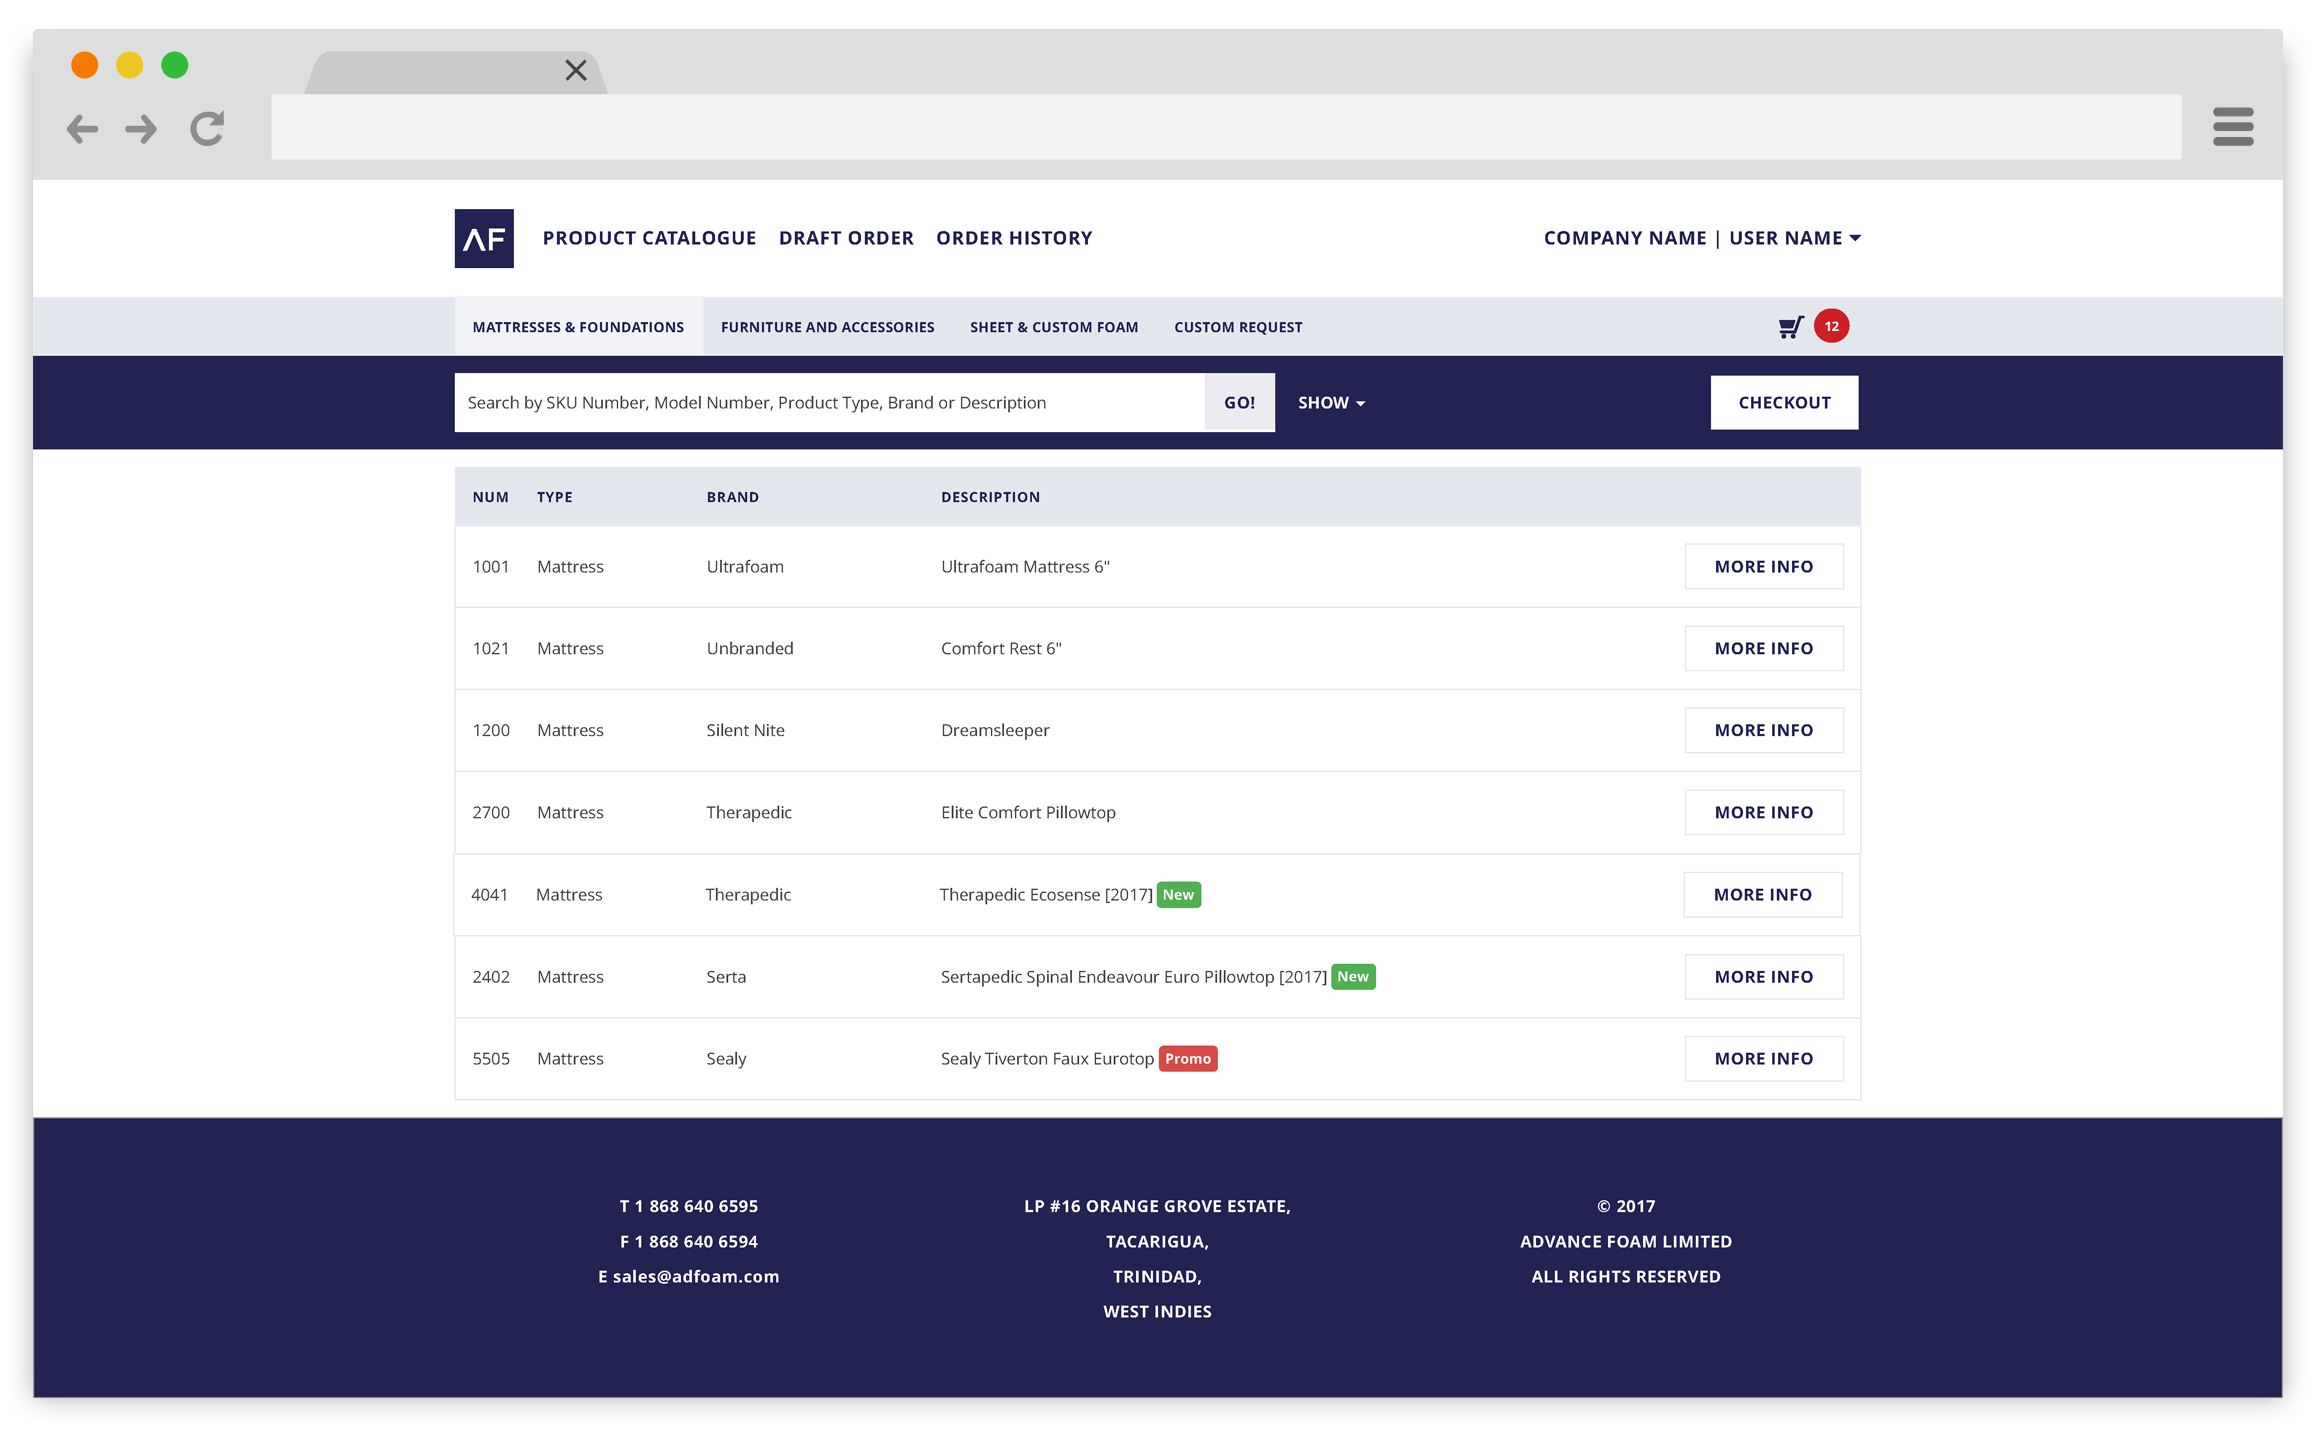 AF PRODUCT CATALOGUE DRAFT ORDER ORDER HISTORY COMPANY NAME | USER NAME
MATTRESSES & FOUNDATIONS FURNITURE AND ACCESSORIES SHEET & CUSTOM FOAM CUSTOM REQUEST 12
Search by SKU Number, Model Number, Product Type, Brand or Description GO! SHOW CHECKOUT
NUM TYPE BRAND DESCRIPTION
1001 Mattress Ultrafoam Ultrafoam Mattress 6" MORE INFO
1021 Mattress Unbranded Comfort Rest 6" MORE INFO
1200 Mattress Silent Nite Dreamsleeper MORE INFO
2700 Mattress Therapedic Elite Comfort Pillowtop MORE INFO
4041 Mattress Therapedic Therapedic Ecosense [2017] New MORE INFO
2402 Mattress Serta Sertapedic Spinal Endeavour Euro Pillowtop [2017] New MORE INFO
5505 Mattress Sealy Sealy Tiverton Faux Eurotop Promo MORE INFO
T 1 868 640 6595
F 1 868 640 6594
E sales@adfoam.com
LP #16 ORANGE GROVE ESTATE,
TACARIGUA,
TRINIDAD,
WEST INDIES
© 2017
ADVANCE FOAM LIMITED
ALL RIGHTS RESERVED